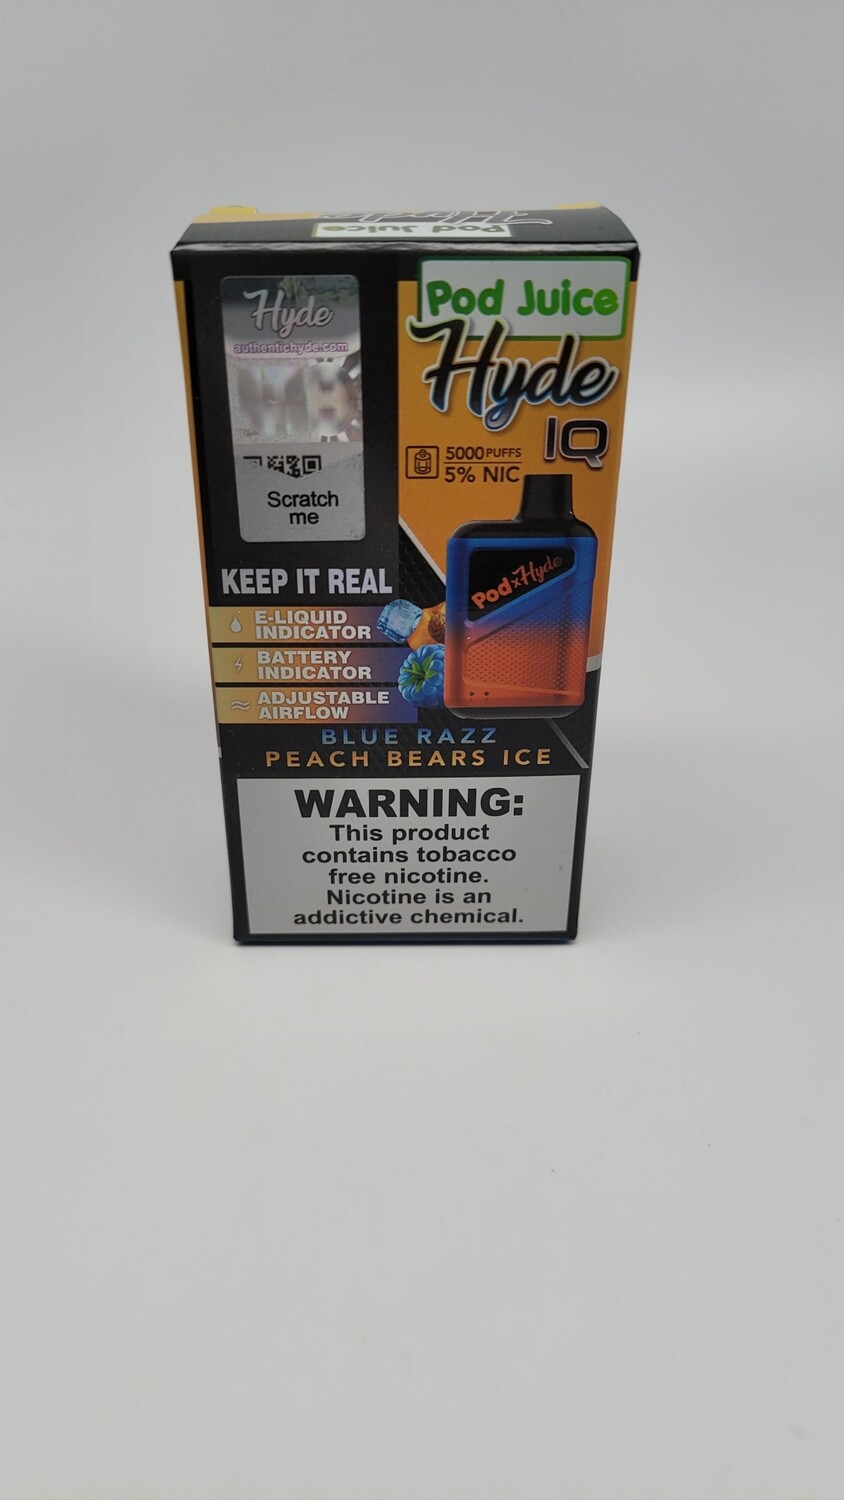 Hyde
Pod Juice
Hyde
authentichyde.com
Scratch
me
Pod Juice
Hyde
IQ
5000 PUFFS
5% NIC
Pod x Hyde
KEEP IT REAL
E-LIQUID
INDICATOR
BATTERY
INDICATOR
ADJUSTABLE
AIRFLOW
BLUE RAZZ
PEACH BEARS ICE
WARNING:
This product
contains tobacco
free nicotine.
Nicotine is an
addictive chemical.